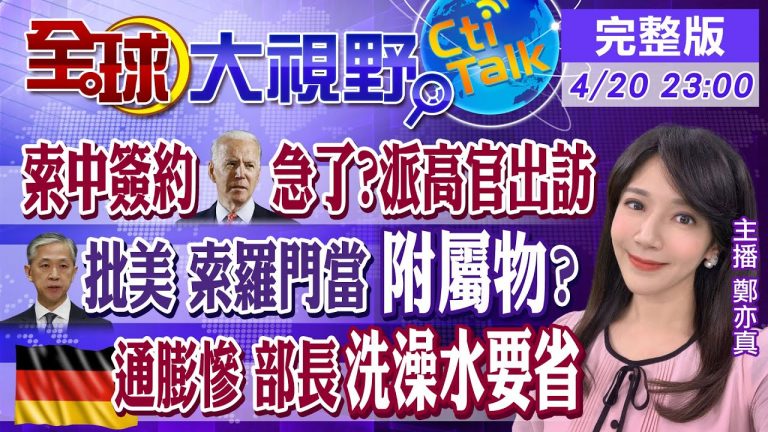 全球大視野
Cti Talk
完整版
4/20 23:00
索中簽約 急了?派高官出訪
批美 索羅門當 附屬物?
通膨慘 部長 洗澡水要省
主播 鄭亦真